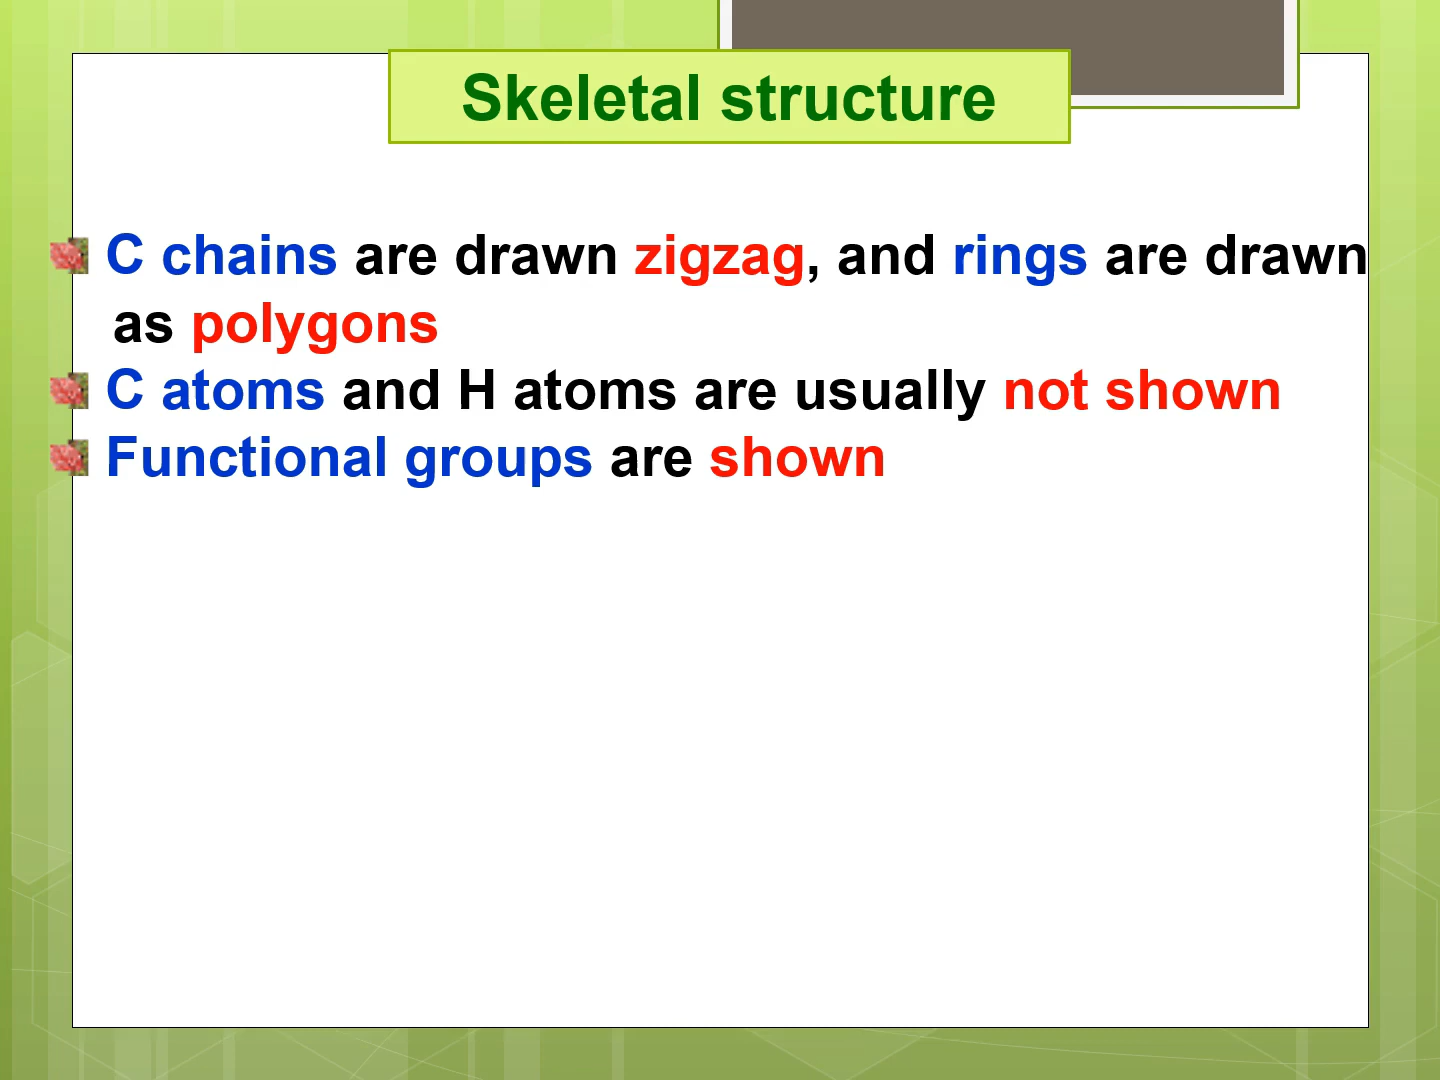 Skeletal structure
C chains are drawn zigzag, and rings are drawn
as polygons
C atoms and H atoms are usually not shown
Functional groups are shown